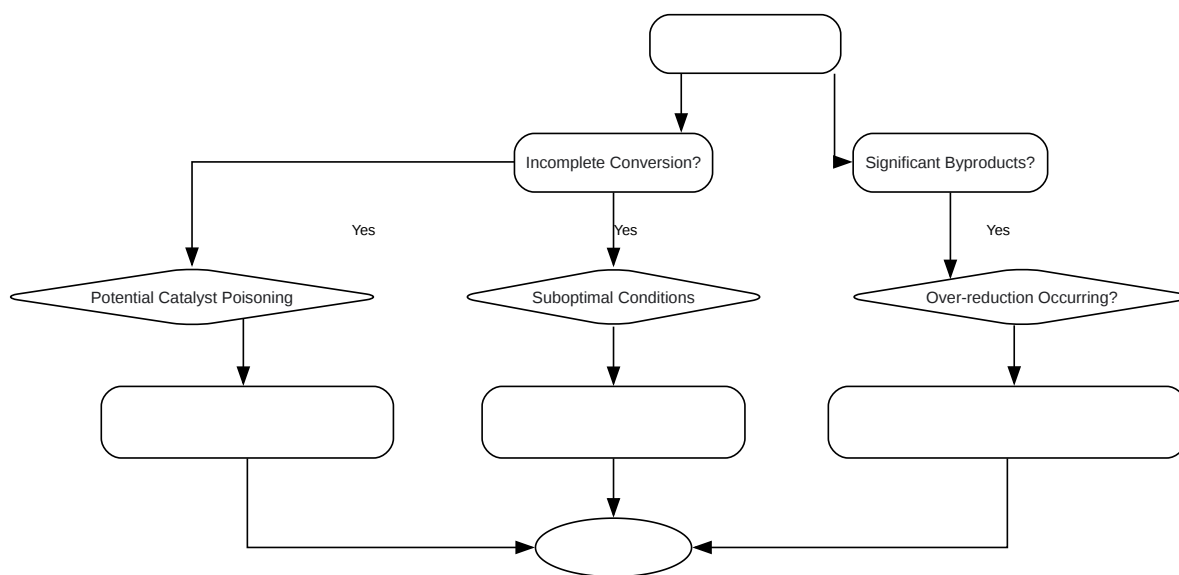 Incomplete Conversion?
Significant Byproducts?
Yes
Yes
Yes
Potential Catalyst Poisoning
Suboptimal Conditions
Over-reduction Occurring?